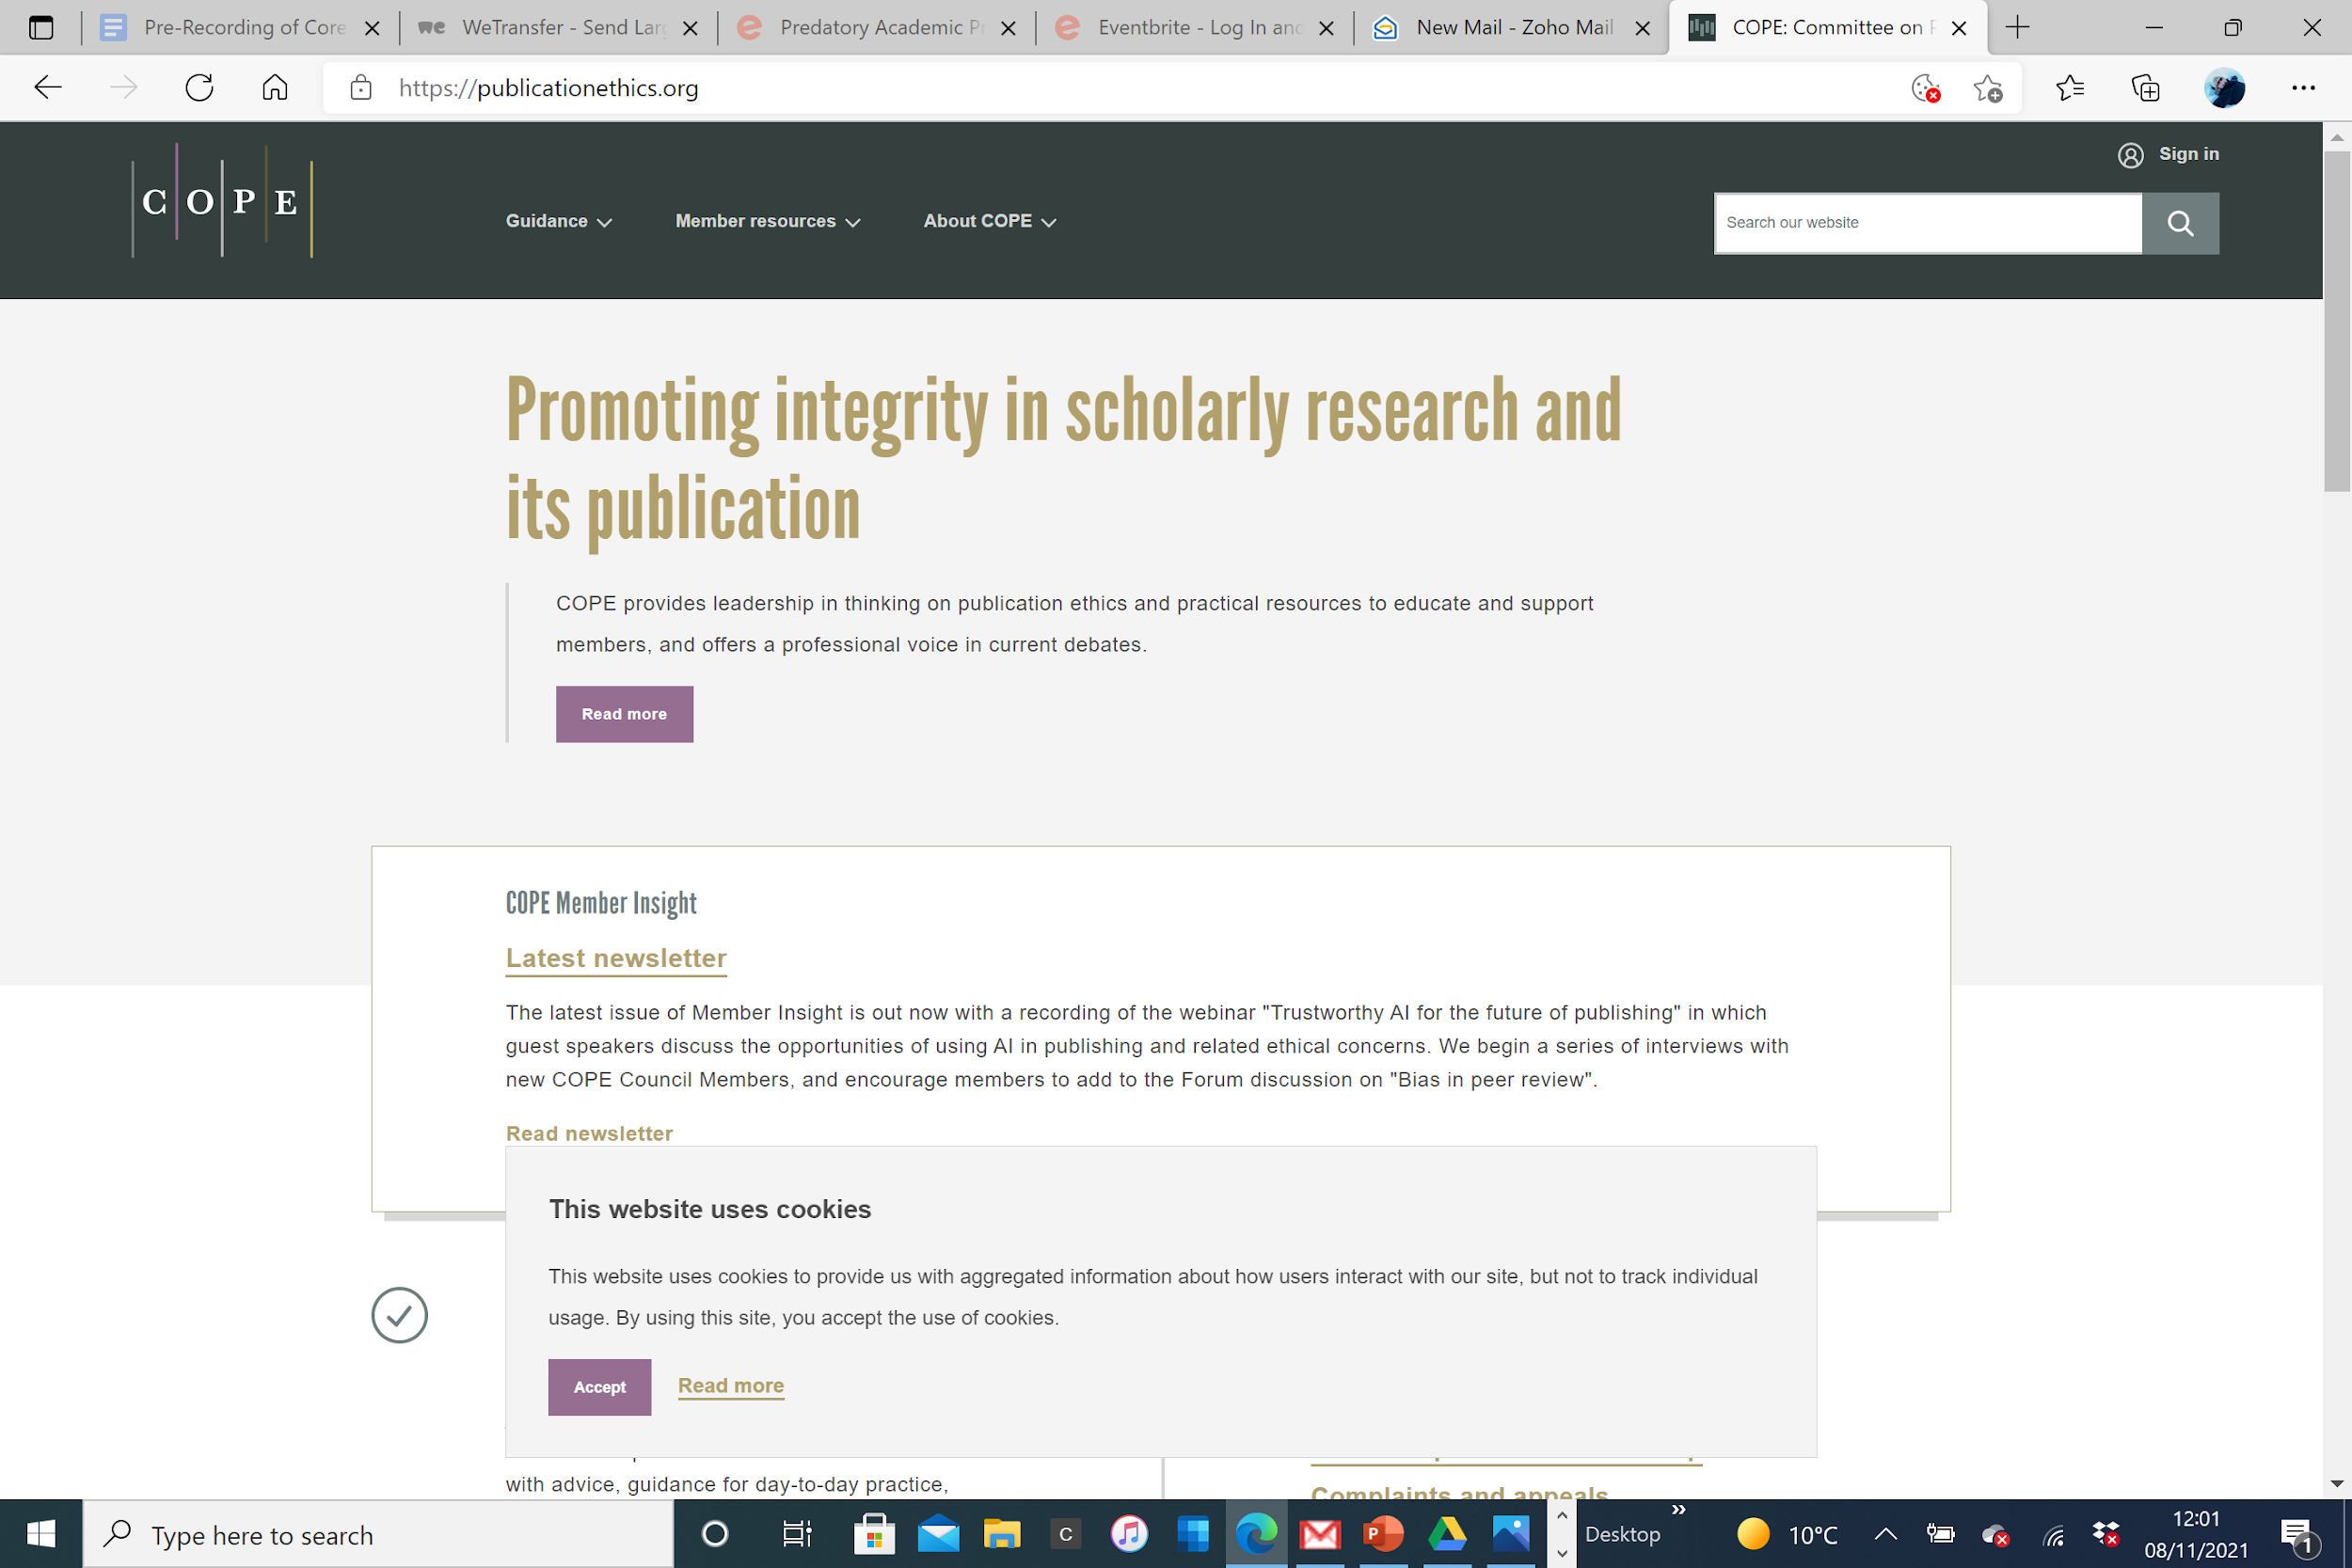 Pre-Recording of Core
WeTransfer - Send Larg
Predatory Academic Pr
Eventbrite - Log In and
New Mail - Zoho Mail
COPE: Committee on P
https://publicationethics.org
Sign in
C O P E
Guidance
Member resources
About COPE
Search our website
Promoting integrity in scholarly research and
its publication
COPE provides leadership in thinking on publication ethics and practical resources to educate and support
members, and offers a professional voice in current debates.
Read more
COPE Member Insight
Latest newsletter
The latest issue of Member Insight is out now with a recording of the webinar "Trustworthy AI for the future of publishing" in which
guest speakers discuss the opportunities of using AI in publishing and related ethical concerns. We begin a series of interviews with
new COPE Council Members, and encourage members to add to the Forum discussion on "Bias in peer review".
Read newsletter
This website uses cookies
This website uses cookies to provide us with aggregated information about how users interact with our site, but not to track individual
usage. By using this site, you accept the use of cookies.
Accept
Read more
with advice, guidance for day-to-day practice,
Complaints and appeals
Type here to search
C
P
Desktop
10°C
12:01
08/11/2021
1